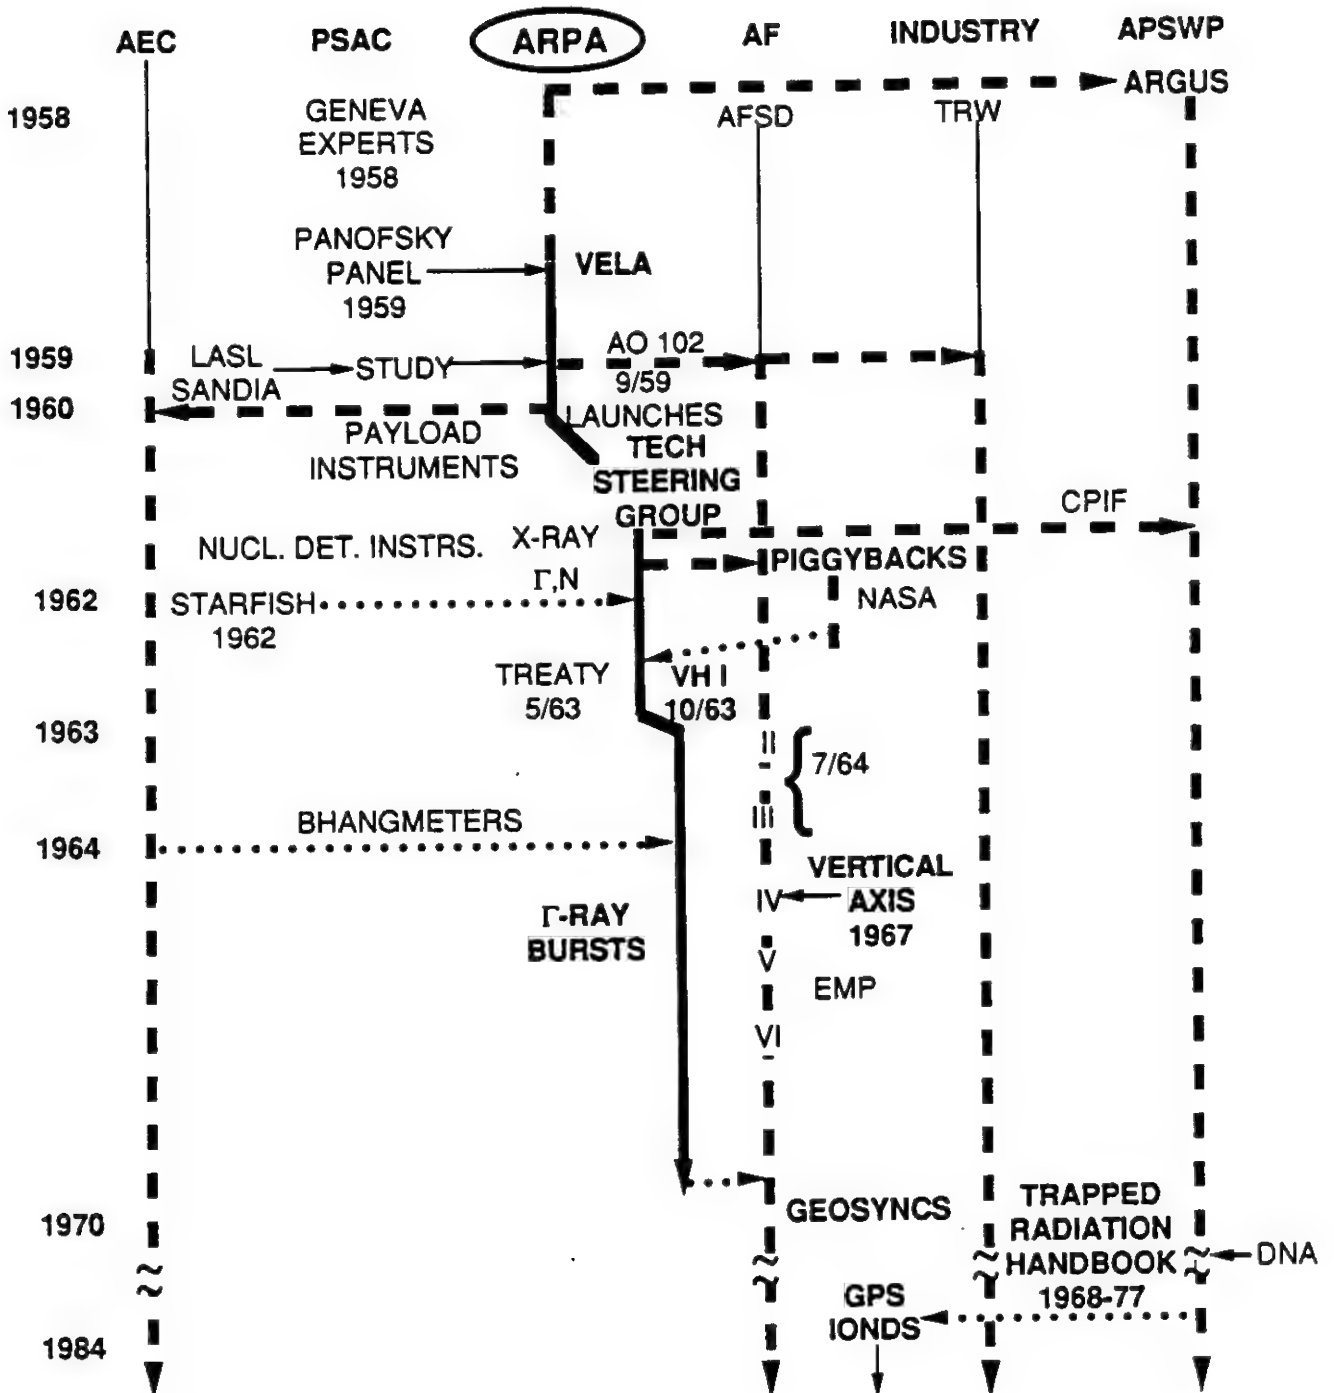 AEC PSAC ARPA AF INDUSTRY APSWP
ARGUS
1958
GENEVA
EXPERTS
1958
AFSD
TRW
PANOFSKY
PANEL
1959
VELA
1959
LASL
SANDIA
STUDY
AO 102
9/59
1960
LAUNCHES
PAYLOAD
INSTRUMENTS
TECH
STEERING
GROUP
CPIF
NUCL. DET. INSTRS.
X-RAY
Γ,N
PIGGYBACKS
NASA
1962
STARFISH
1962
TREATY
5/63
VH I
10/63
1963
II
7/64
III
BHANGMETERS
1964
VERTICAL
AXIS
1967
IV
Γ-RAY
BURSTS
V
EMP
VI
GEOSYNCS
1970
TRAPPED
RADIATION
HANDBOOK
1968-77
DNA
GPS
IONDS
1984